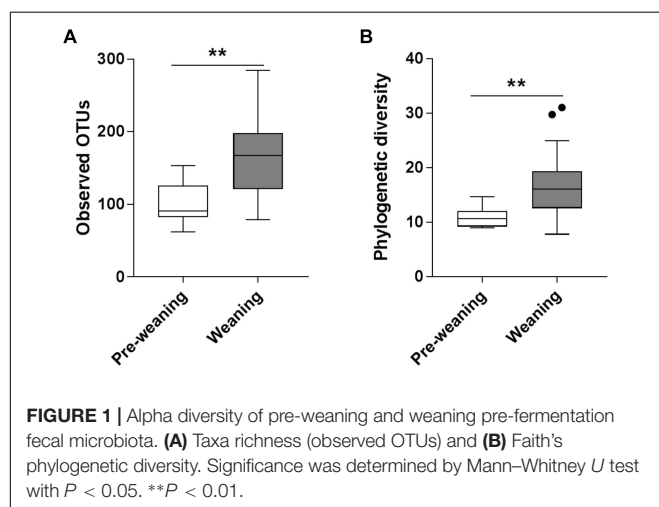 A
**
300
200
100
0
Observed OTUs
Pre-weaning
Weaning
B
**
40
30
20
10
0
Phylogenetic diversity
Pre-weaning
Weaning
FIGURE 1 | Alpha diversity of pre-weaning and weaning pre-fermentation
fecal microbiota. (A) Taxa richness (observed OTUs) and (B) Faith's
phylogenetic diversity. Significance was determined by Mann–Whitney U test
with P < 0.05. **P < 0.01.